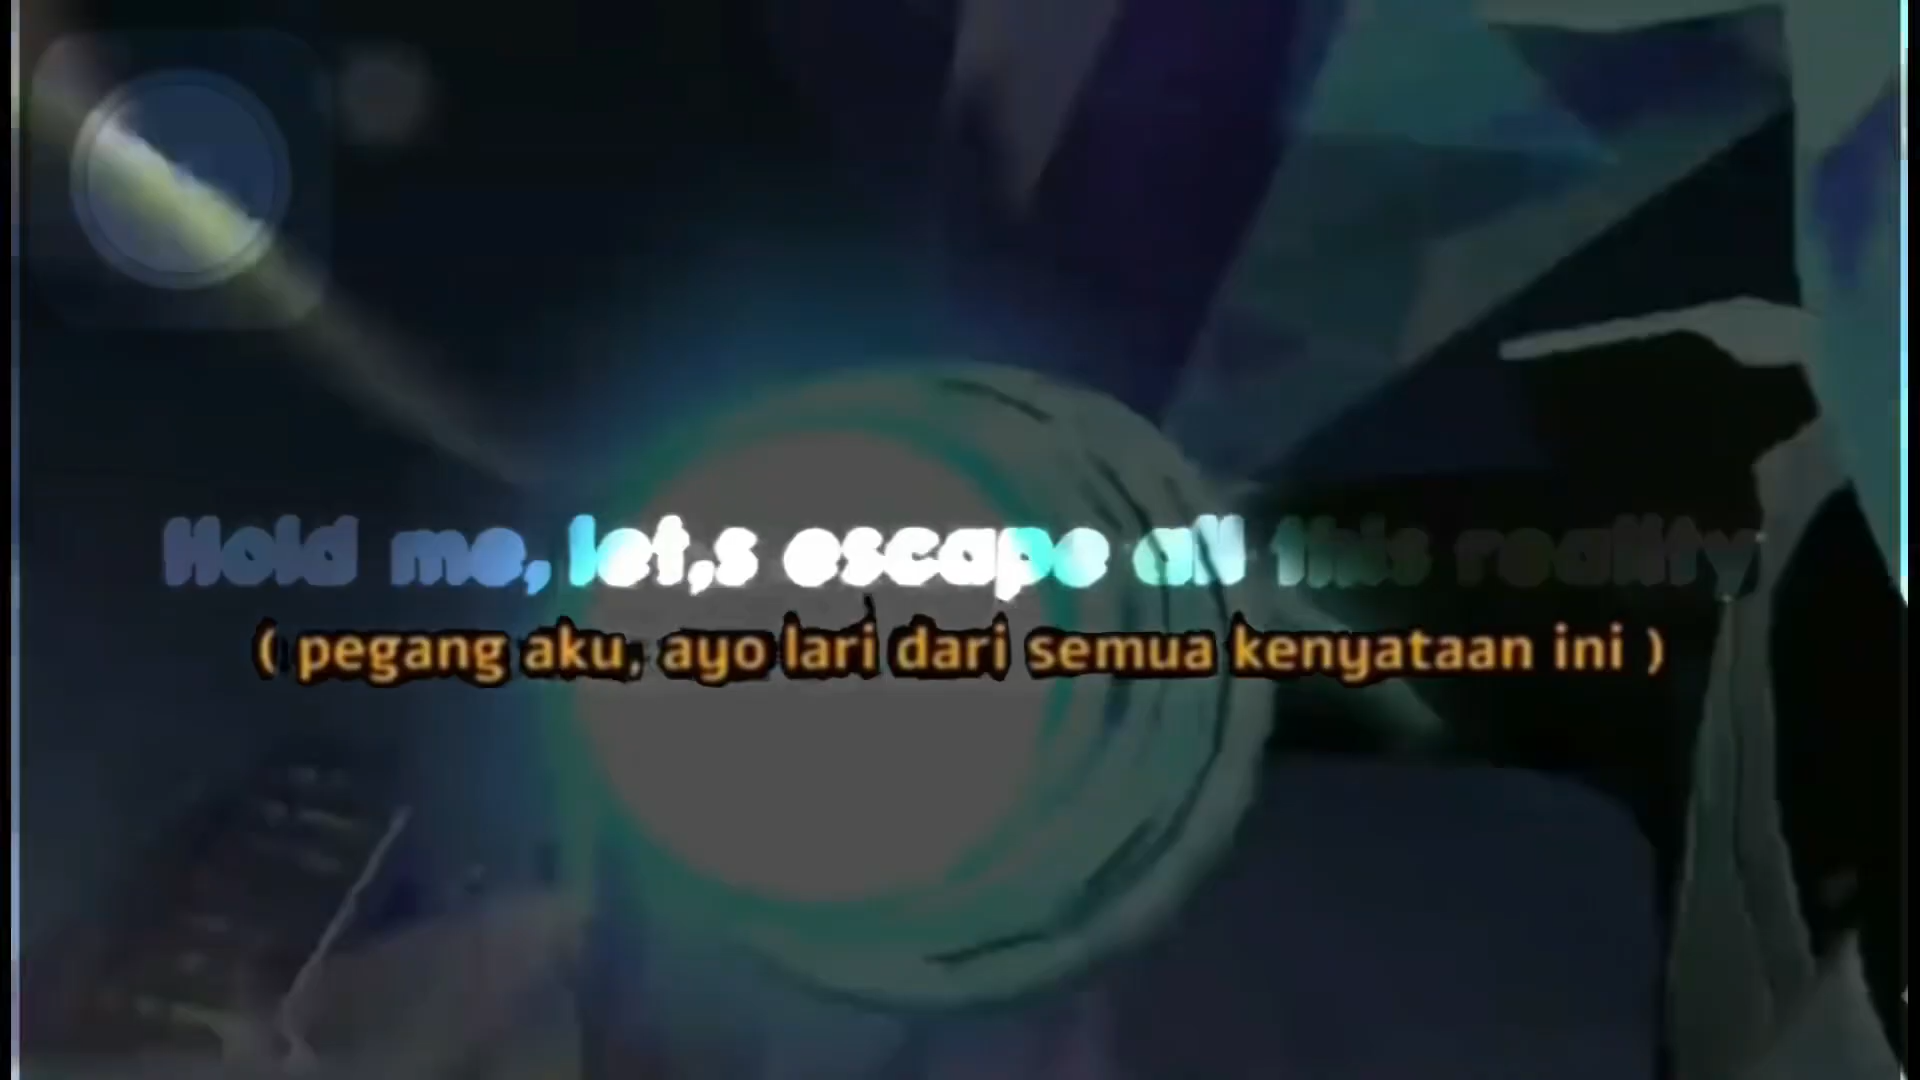 Hold me, let,s escape all this reality
( pegang aku, ayo lari dari semua kenyataan ini )